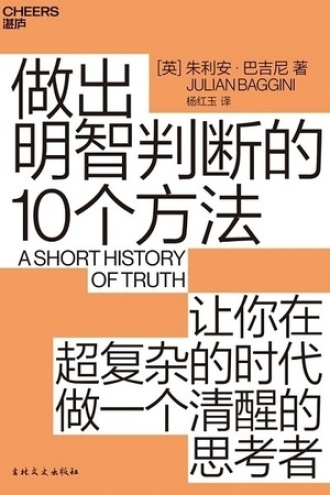 CHEERS
湛庐
[英] 朱利安·巴吉尼 著
JULIAN BAGGINI
杨红玉 译
做出
明智判断的
10个方法
A SHORT HISTORY
OF TRUTH
让你在
超复杂的时代
做一个清醒的
思考者
吉林文史出版社